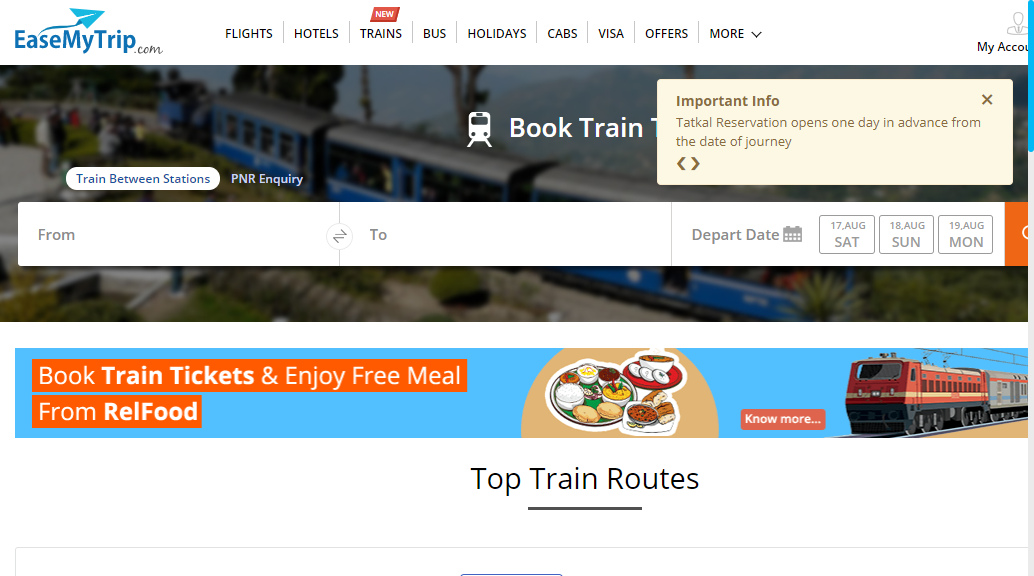 EaseMyTrip.com
FLIGHTS
HOTELS
NEW
TRAINS
BUS
HOLIDAYS
CABS
VISA
OFFERS
MORE
My Accou
Book Train T
Important Info
Tatkal Reservation opens one day in advance from
the date of journey
Train Between Stations
PNR Enquiry
From
To
Depart Date
17,AUG
SAT
18,AUG
SUN
19,AUG
MON
Book Train Tickets & Enjoy Free Meal
From RelFood
Know more...
Top Train Routes